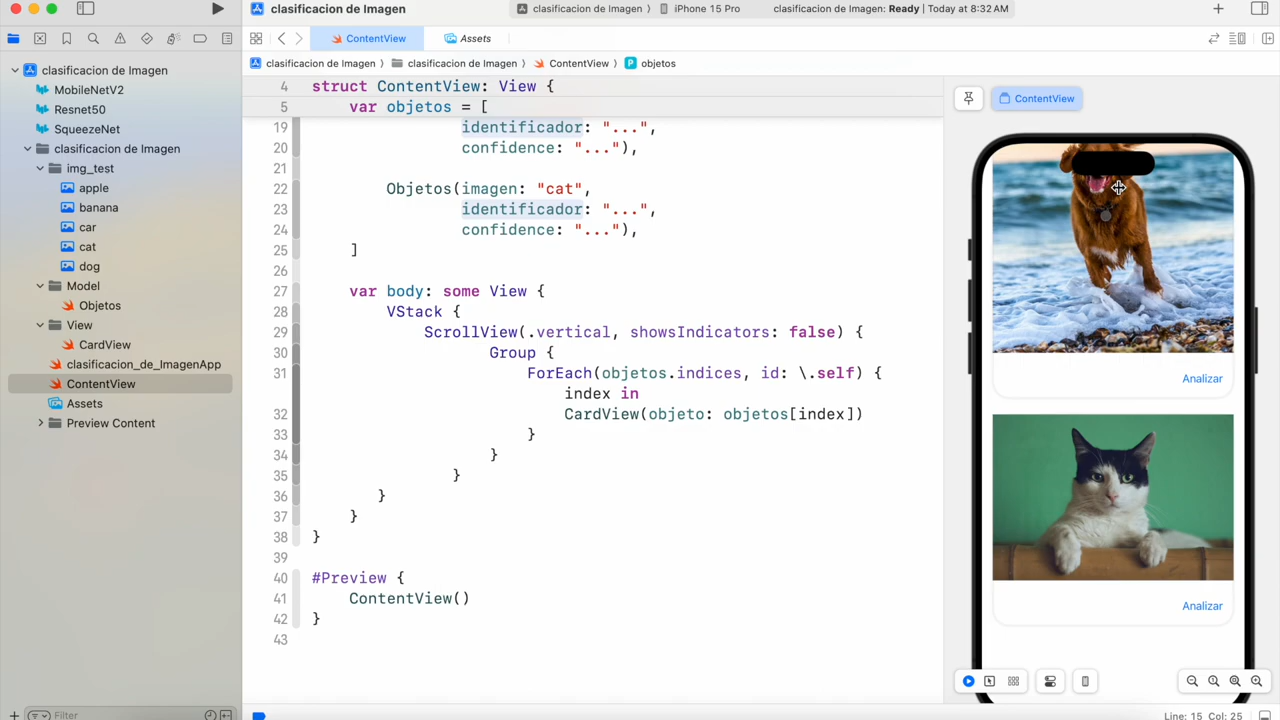 clasificacion de Imagen
clasificacion de Imagen
iPhone 15 Pro
clasificacion de Imagen: Ready | Today at 8:32 AM
ContentView
Assets
clasificacion de Imagen
clasificacion de Imagen
ContentView
P objetos
clasificacion de Imagen
MobileNetV2
Resnet50
SqueezeNet
clasificacion de Imagen
img_test
apple
banana
car
cat
dog
Model
Objetos
View
CardView
clasificacion_de_ImagenApp
ContentView
Assets
Preview Content
Filter
4 struct ContentView: View {
5 var objetos = [
19 identificador: "...",
20 confidence: "..."),
21
22 Objetos(imagen: "cat",
23 identificador: "...",
24 confidence: "..."),
25 ]
26
27 var body: some View {
28 VStack {
29 ScrollView(.vertical, showsIndicators: false) {
30 Group {
31 ForEach(objetos.indices, id: \.self) {
index in
32 CardView(objeto: objetos[index])
33 }
34 }
35 }
36 }
37 }
38 }
39
40 #Preview {
41 ContentView()
42 }
43
ContentView
Analizar
Analizar
Line: 15 Col: 25